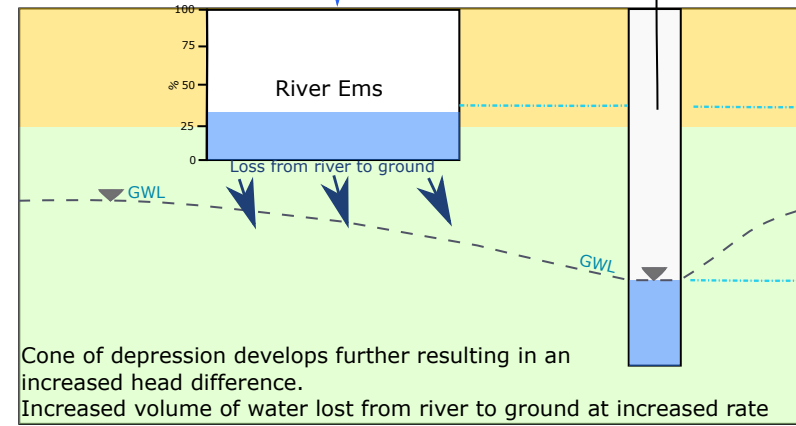 100
75
% 50
25
0
River Ems
Loss from river to ground
GWL
GWL
Cone of depression develops further resulting in an
increased head difference.
Increased volume of water lost from river to ground at increased rate